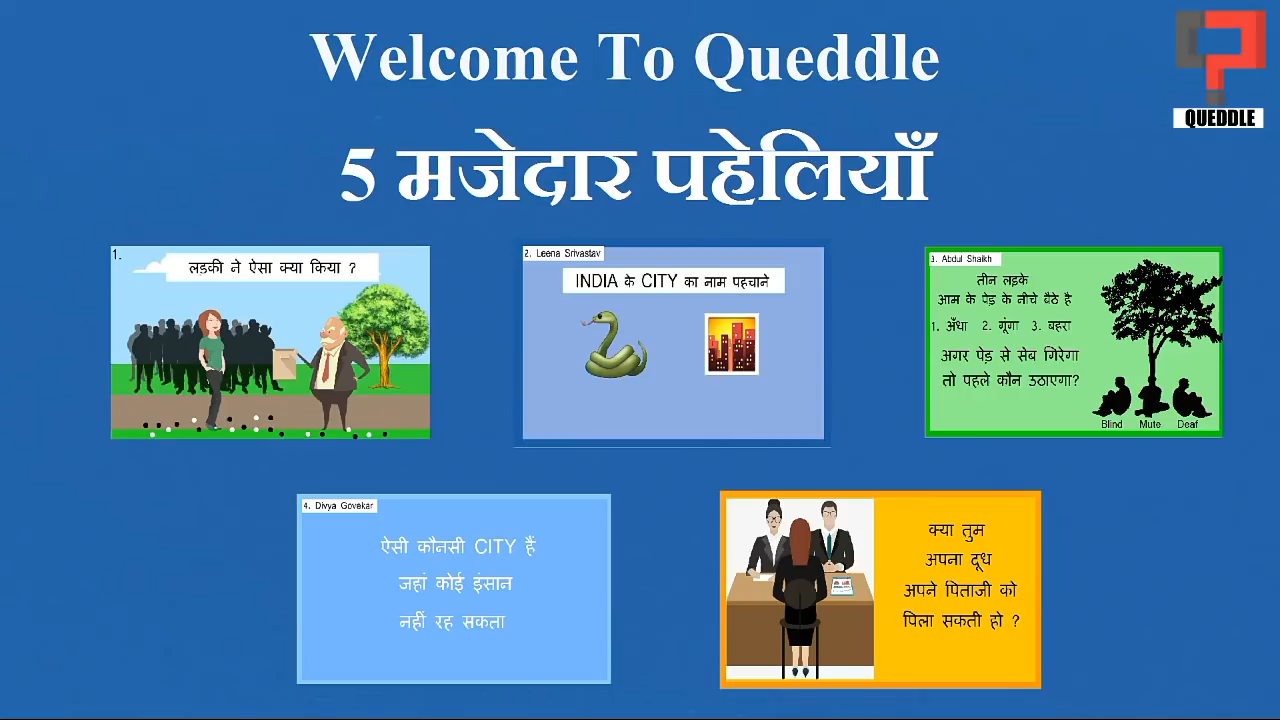 Welcome To Queddle
QUEDDLE
5 मजेदार पहेलियाँ
1.
लड़की ने ऐसा क्या किया ?
2. Leena Srivastav
INDIA के CITY का नाम पहचाने
3. Abdul Shaikh
तीन लड़के
आम के पेड़ के नीचे बैठे है
1. अँधा 2. गूंगा 3. बहरा
अगर पेड़ से सेब गिरेगा
तो पहले कौन उठाएगा?
Blind Mute Deaf
4. Divya Govekar
ऐसी कौनसी CITY हैं
जहां कोई इंसान
नहीं रह सकता
क्या तुम
अपना दूध
अपने पिताजी को
पिला सकती हो ?